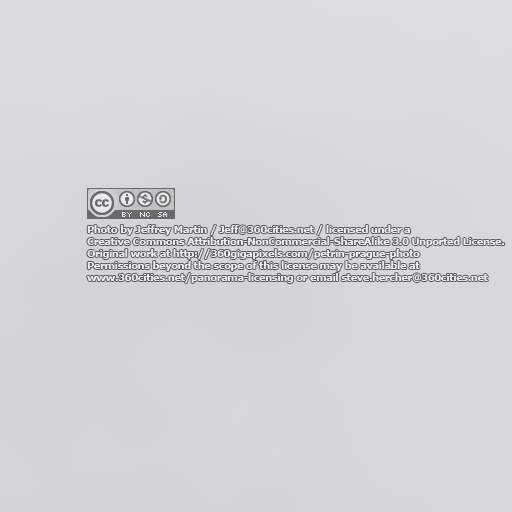 cc
BY NC SA
Photo by Jeffrey Martin / Jeff@360cities.net / licensed under a
Creative Commons Attribution-NonCommercial-ShareAlike 3.0 Unported License.
Original work at http://360gigapixels.com/petrin-prague-photo
Permissions beyond the scope of this license may be available at
www.360cities.net/panorama-licensing or email steve.hercher@360cities.net